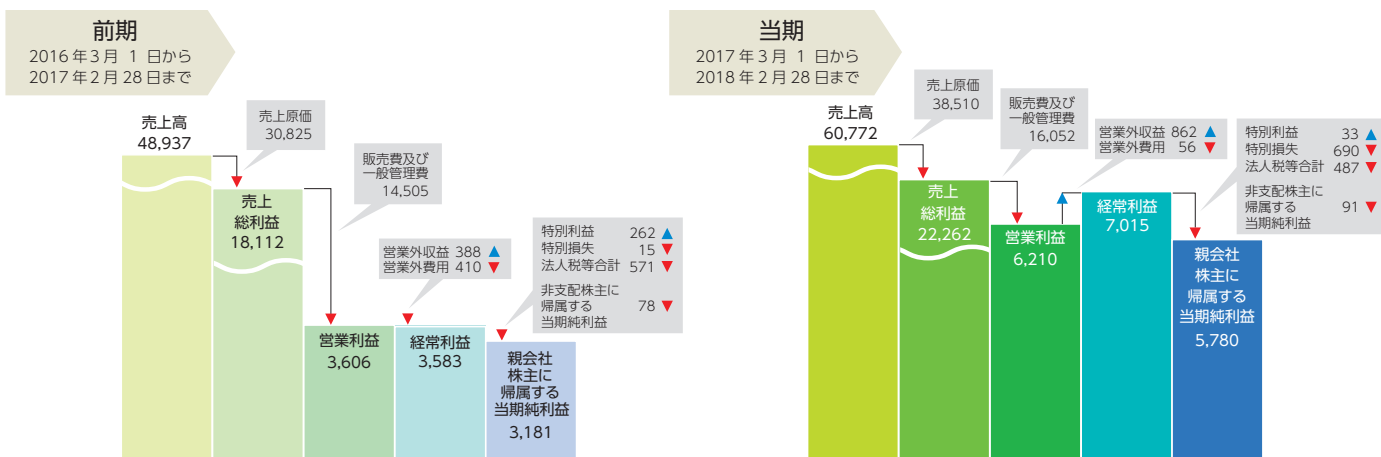 前期
2016年3月 1 日から
2017年2月28日まで
売上高
48,937
売上原価
30,825
売上
総利益
18,112
販売費及び
一般管理費
14,505
営業利益
3,606
営業外収益 388 ▲
営業外費用 410 ▼
経常利益
3,583
特別利益 262 ▲
特別損失 15 ▼
法人税等合計 571 ▼
非支配株主に
帰属する 78 ▼
当期純利益
親会社
株主に
帰属する
当期純利益
3,181
当期
2017年3月 1 日から
2018年2月28日まで
売上高
60,772
売上原価
38,510
売上
総利益
22,262
販売費及び
一般管理費
16,052
営業利益
6,210
営業外収益 862 ▲
営業外費用 56 ▼
経常利益
7,015
特別利益 33 ▲
特別損失 690 ▼
法人税等合計 487 ▼
非支配株主に
帰属する 91 ▼
当期純利益
親会社
株主に
帰属する
当期純利益
5,780